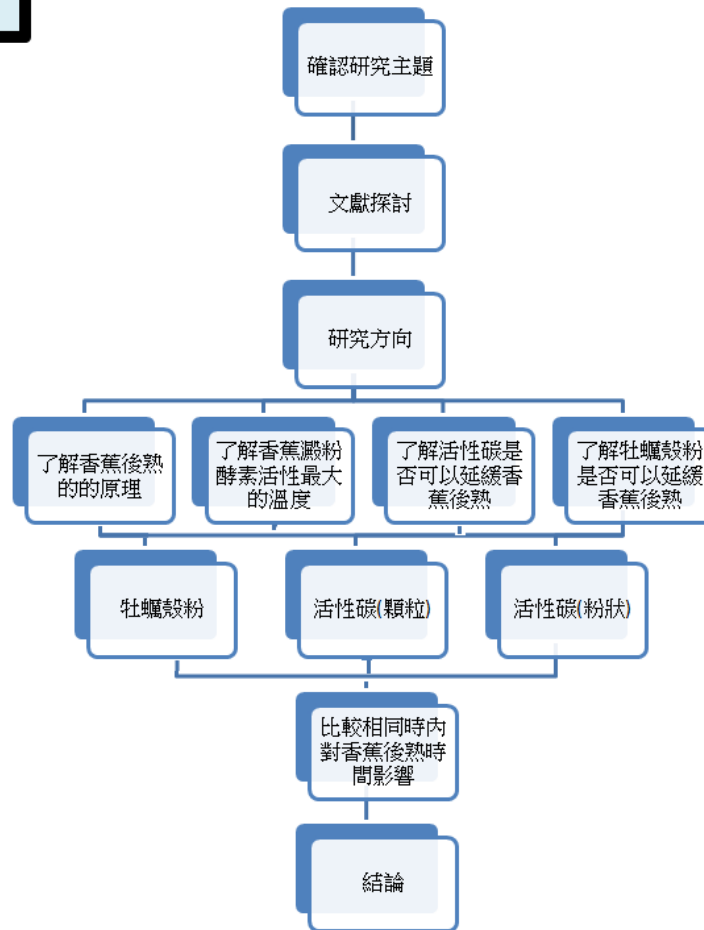 確認研究主題
文獻探討
研究方向
了解香蕉後熟
的的原理
了解香蕉澱粉
酵素活性最大
的溫度
了解活性碳是
否可以延緩香
蕉後熟
了解牡蠣殼粉
是否可以延緩
香蕉後熟
牡蠣殼粉
活性碳(顆粒)
活性碳(粉狀)
比較相同時內
對香蕉後熟時
間影響
結論